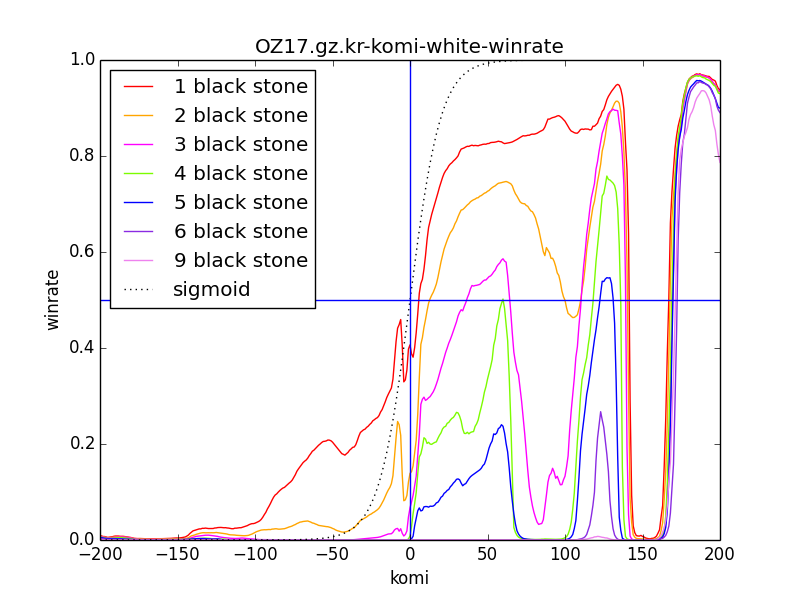 OZ17.gz.kr-komi-white-winrate
1.0
0.8
0.6
0.4
0.2
0.0
winrate
1 black stone
2 black stone
3 black stone
4 black stone
5 black stone
6 black stone
9 black stone
sigmoid
−200 −150 −100 −50 0 50 100 150 200
komi